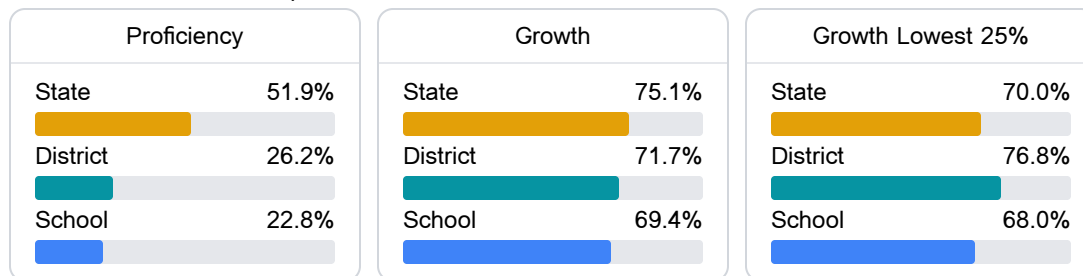 Proficiency
State 51.9%
District 26.2%
School 22.8%
Growth
State 75.1%
District 71.7%
School 69.4%
Growth Lowest 25%
State 70.0%
District 76.8%
School 68.0%